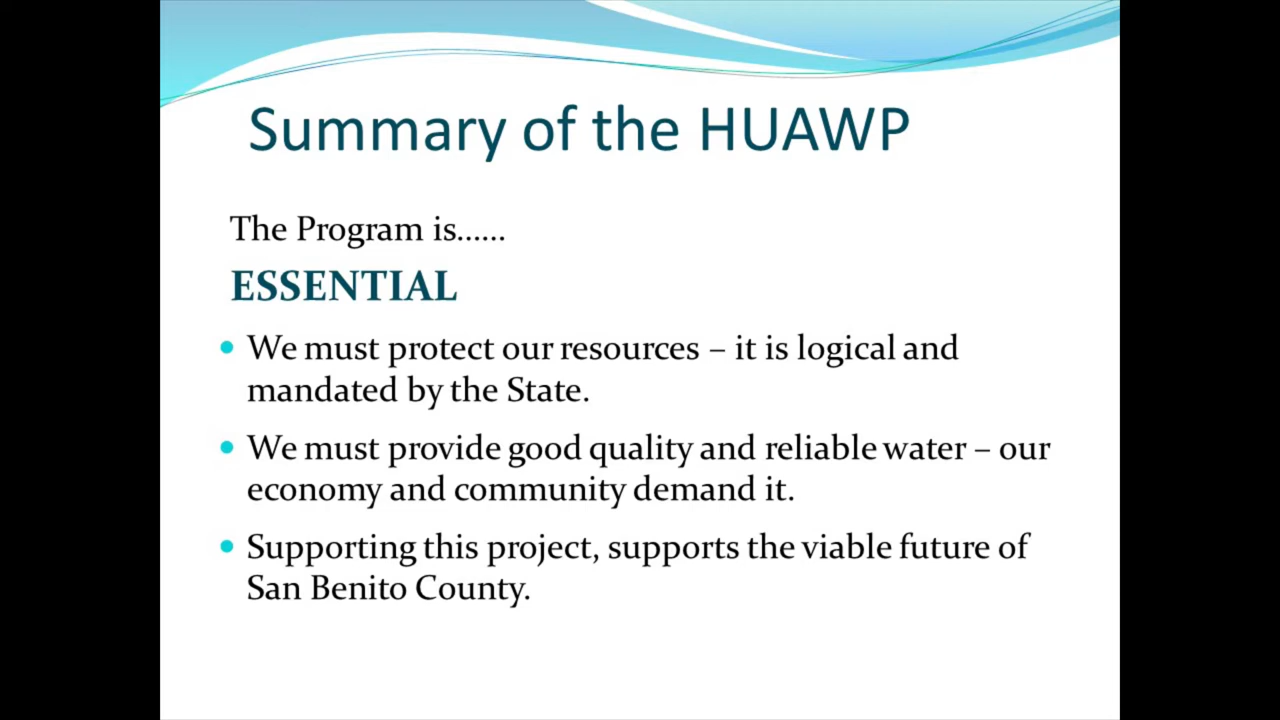 Summary of the HUAWP
The Program is......
ESSENTIAL
• We must protect our resources – it is logical and
mandated by the State.
• We must provide good quality and reliable water – our
economy and community demand it.
• Supporting this project, supports the viable future of
San Benito County.